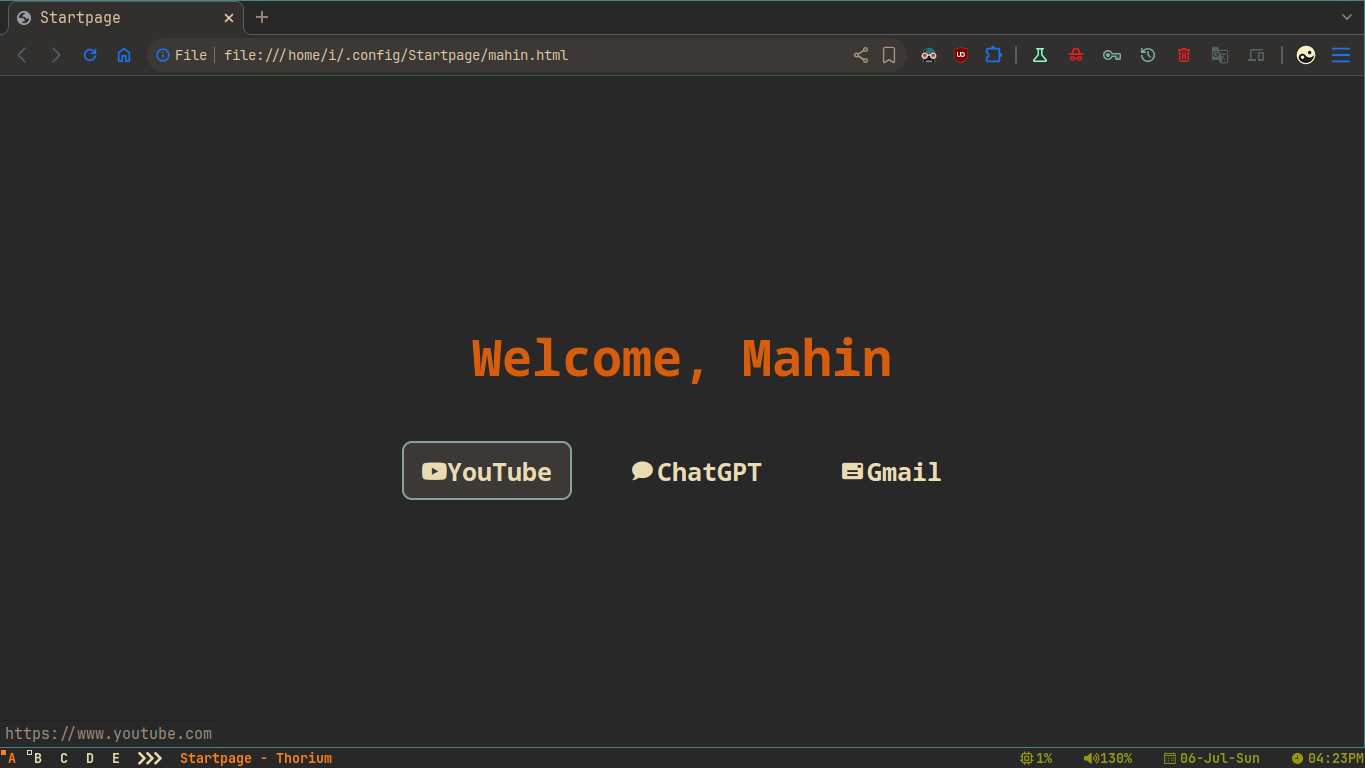 Startpage
File file:///home/i/.config/Startpage/mahin.html
Welcome, Mahin
YouTube ChatGPT Gmail
https://www.youtube.com
A B C D E >>> Startpage - Thorium 1% 130% 06-Jul-Sun 04:23PM